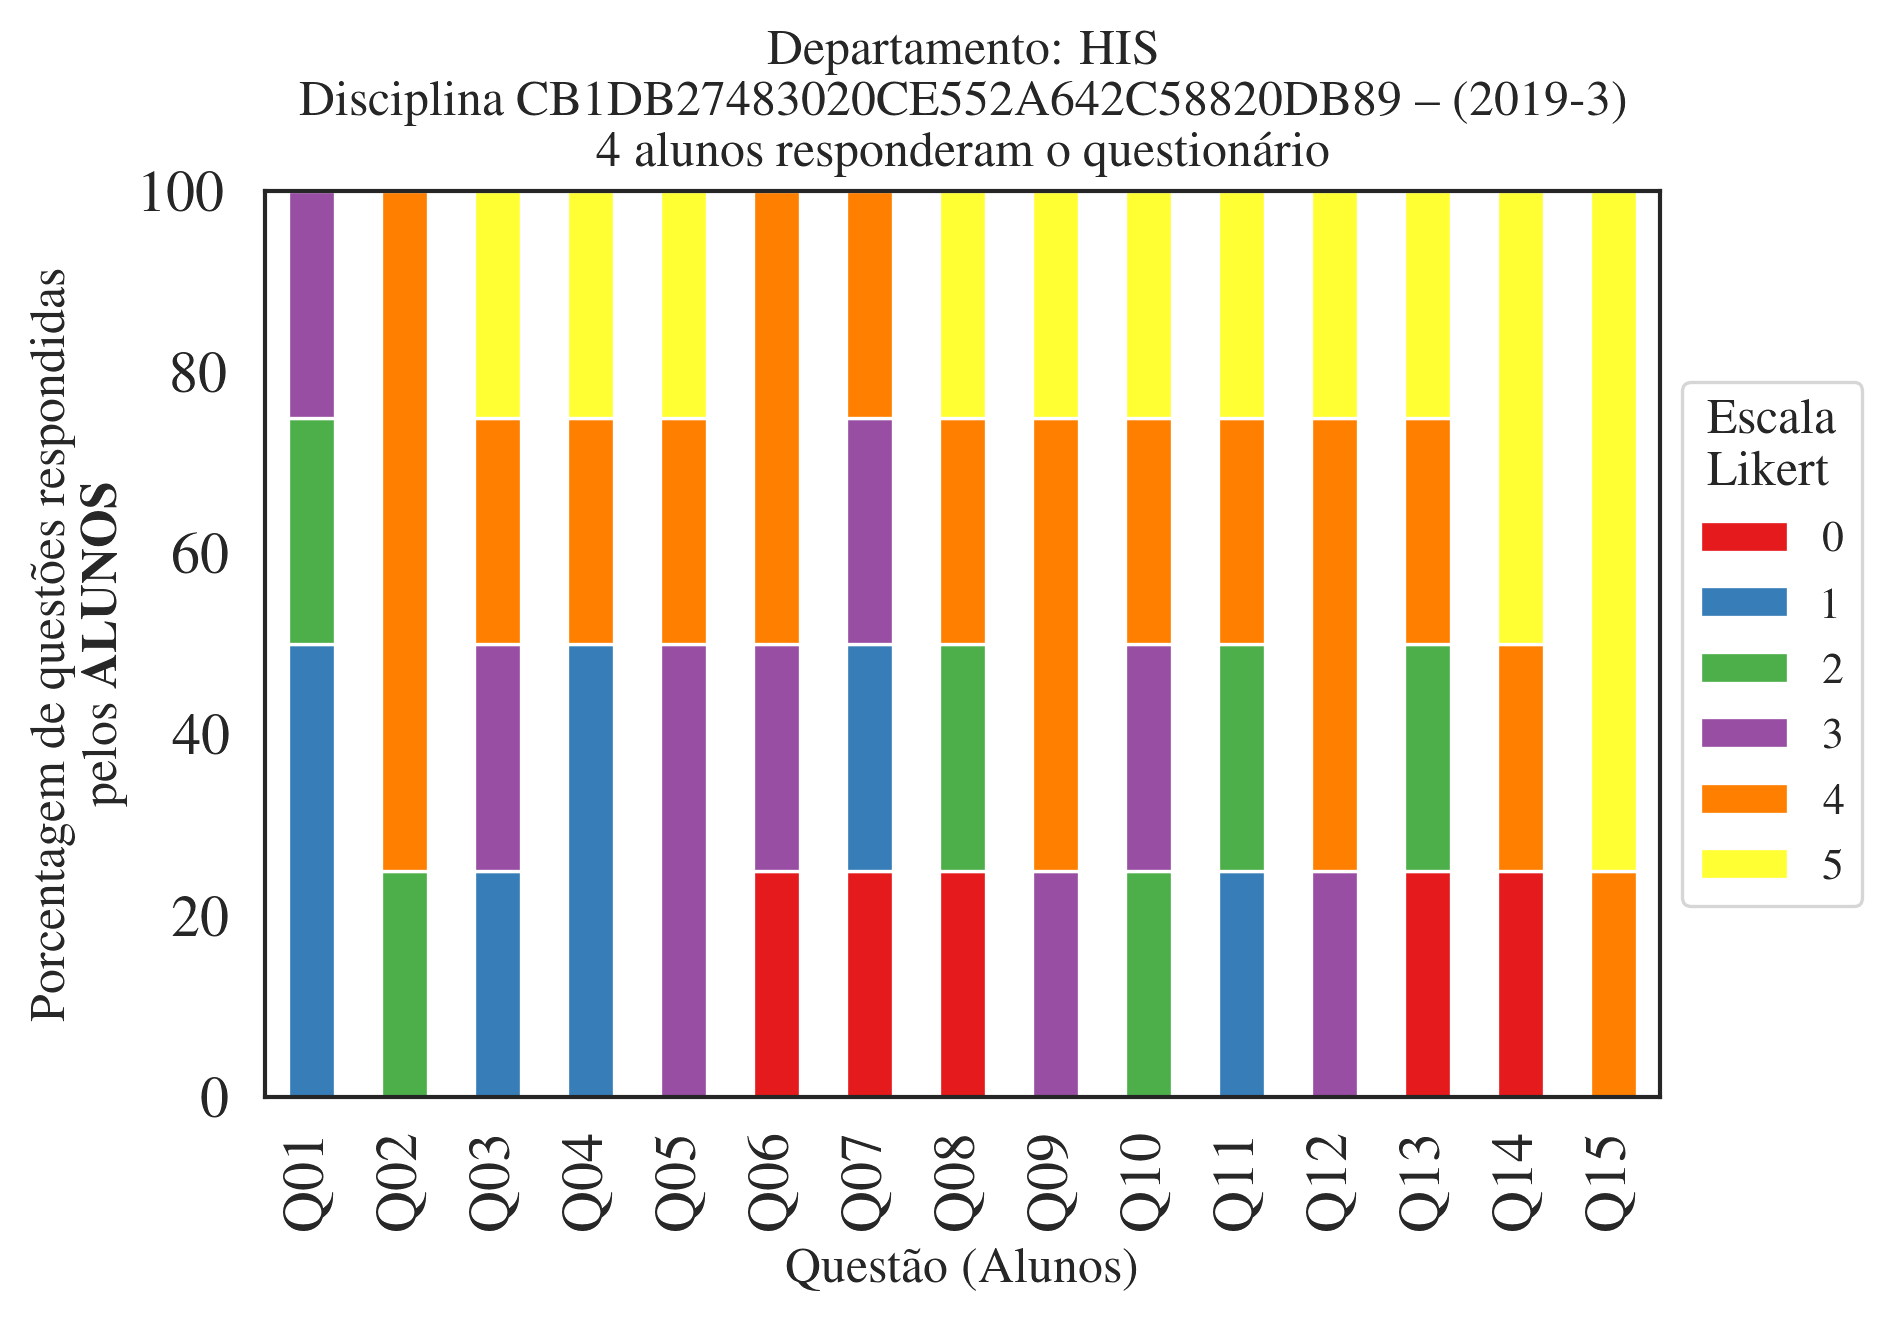 Departamento: HIS
Disciplina CB1DB27483020CE552A642C58820DB89 – (2019-3)
4 alunos responderam o questionário
Porcentagem de questões respondidas
pelos ALUNOS
100
80
60
40
20
0
Q01
Q02
Q03
Q04
Q05
Q06
Q07
Q08
Q09
Q10
Q11
Q12
Q13
Q14
Q15
Questão (Alunos)
Escala
Likert
0
1
2
3
4
5